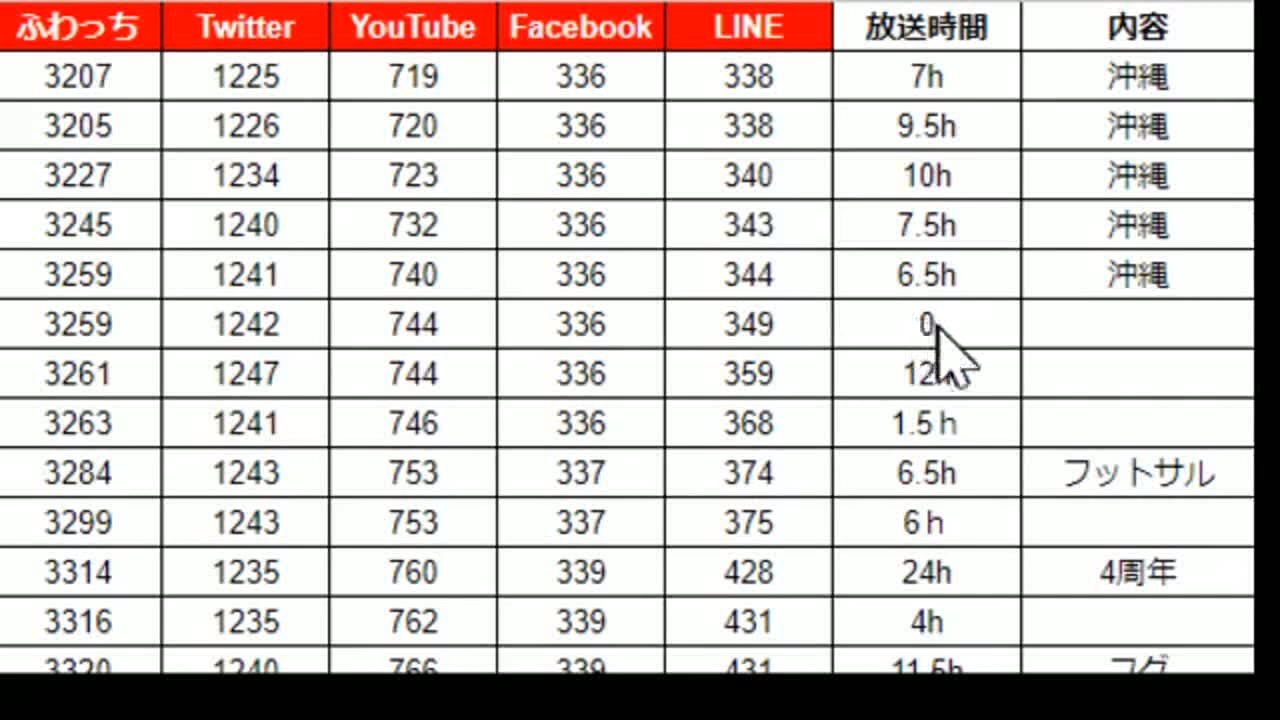 ふわっち Twitter YouTube Facebook LINE 放送時間 内容
3207 1225 719 336 338 7h 沖縄
3205 1226 720 336 338 9.5h 沖縄
3227 1234 723 336 340 10h 沖縄
3245 1240 732 336 343 7.5h 沖縄
3259 1241 740 336 344 6.5h 沖縄
3259 1242 744 336 349 0
3261 1247 744 336 359
3263 1241 746 336 368 1.5ｈ
3284 1243 753 337 374 6.5h フットサル
3299 1243 753 337 375 6ｈ
3314 1235 760 339 428 24h 4周年
3316 1235 762 339 431 4h
3320 1240 766 339 431 11.5h